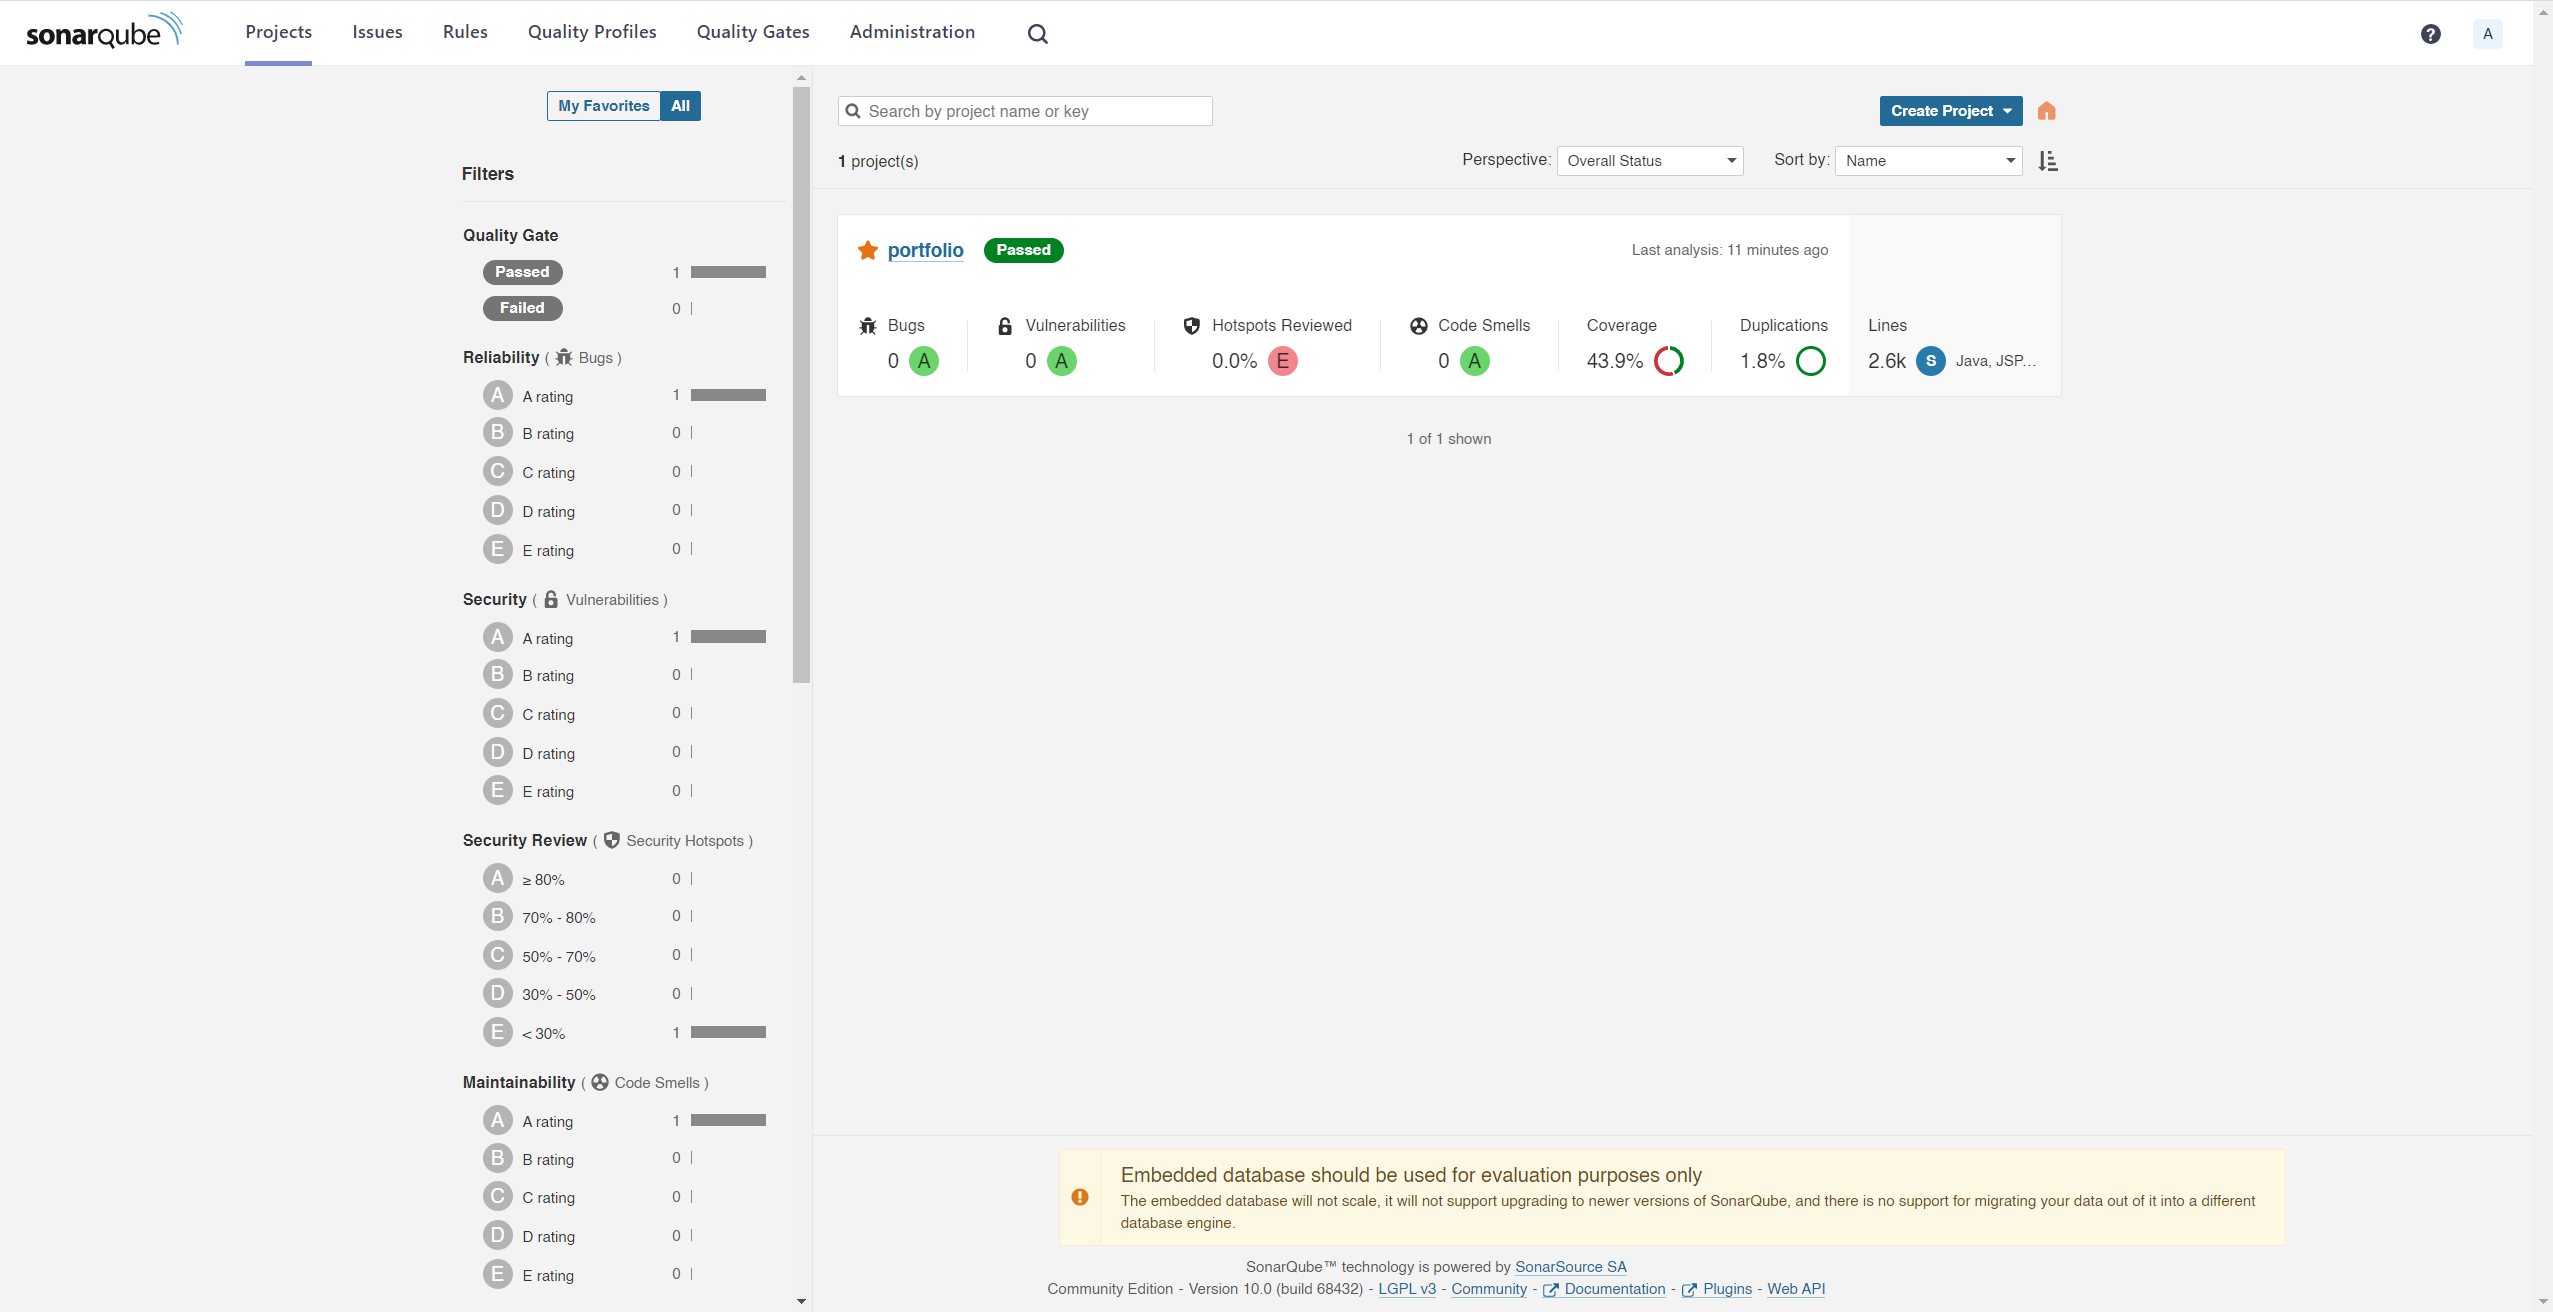 sonarqube Projects Issues Rules Quality Profiles Quality Gates Administration ? A
My Favorites All
Filters
Quality Gate
Passed 1
Failed 0
Reliability ( Bugs )
A A rating 1
B B rating 0
C C rating 0
D D rating 0
E E rating 0
Security ( Vulnerabilities )
A A rating 1
B B rating 0
C C rating 0
D D rating 0
E E rating 0
Security Review ( Security Hotspots )
A ≥ 80% 0
B 70% - 80% 0
C 50% - 70% 0
D 30% - 50% 0
E < 30% 1
Maintainability ( Code Smells )
A A rating 1
B B rating 0
C C rating 0
D D rating 0
E E rating 0
Search by project name or key Create Project
1 project(s) Perspective: Overall Status Sort by: Name
portfolio Passed Last analysis: 11 minutes ago
Bugs Vulnerabilities Hotspots Reviewed Code Smells Coverage Duplications Lines
0 A 0 A 0.0% E 0 A 43.9% 1.8% 2.6k S Java, JSP...
1 of 1 shown
Embedded database should be used for evaluation purposes only
The embedded database will not scale, it will not support upgrading to newer versions of SonarQube, and there is no support for migrating your data out of it into a different
database engine.
SonarQube™ technology is powered by SonarSource SA
Community Edition - Version 10.0 (build 68432) - LGPL v3 - Community - Documentation - Plugins - Web API